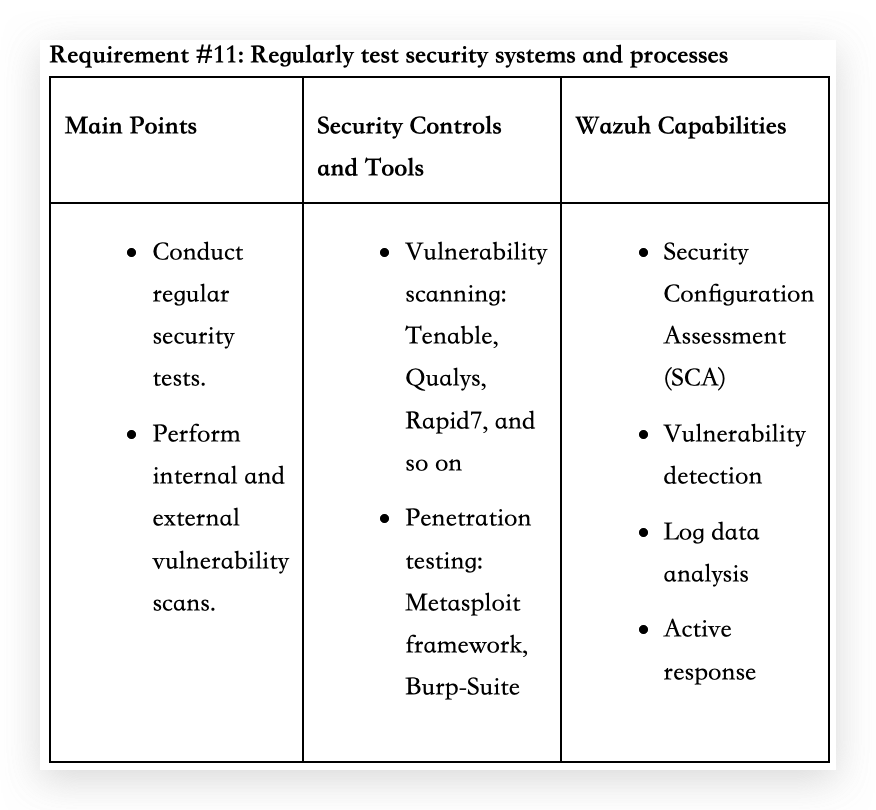 Requirement #11: Regularly test security systems and processes
Main Points
Security Controls
and Tools
Wazuh Capabilities
• Conduct
regular
security
tests.
• Perform
internal and
external
vulnerability
scans.
• Vulnerability
scanning:
Tenable,
Qualys,
Rapid7, and
so on
• Penetration
testing:
Metasploit
framework,
Burp-Suite
• Security
Configuration
Assessment
(SCA)
• Vulnerability
detection
• Log data
analysis
• Active
response